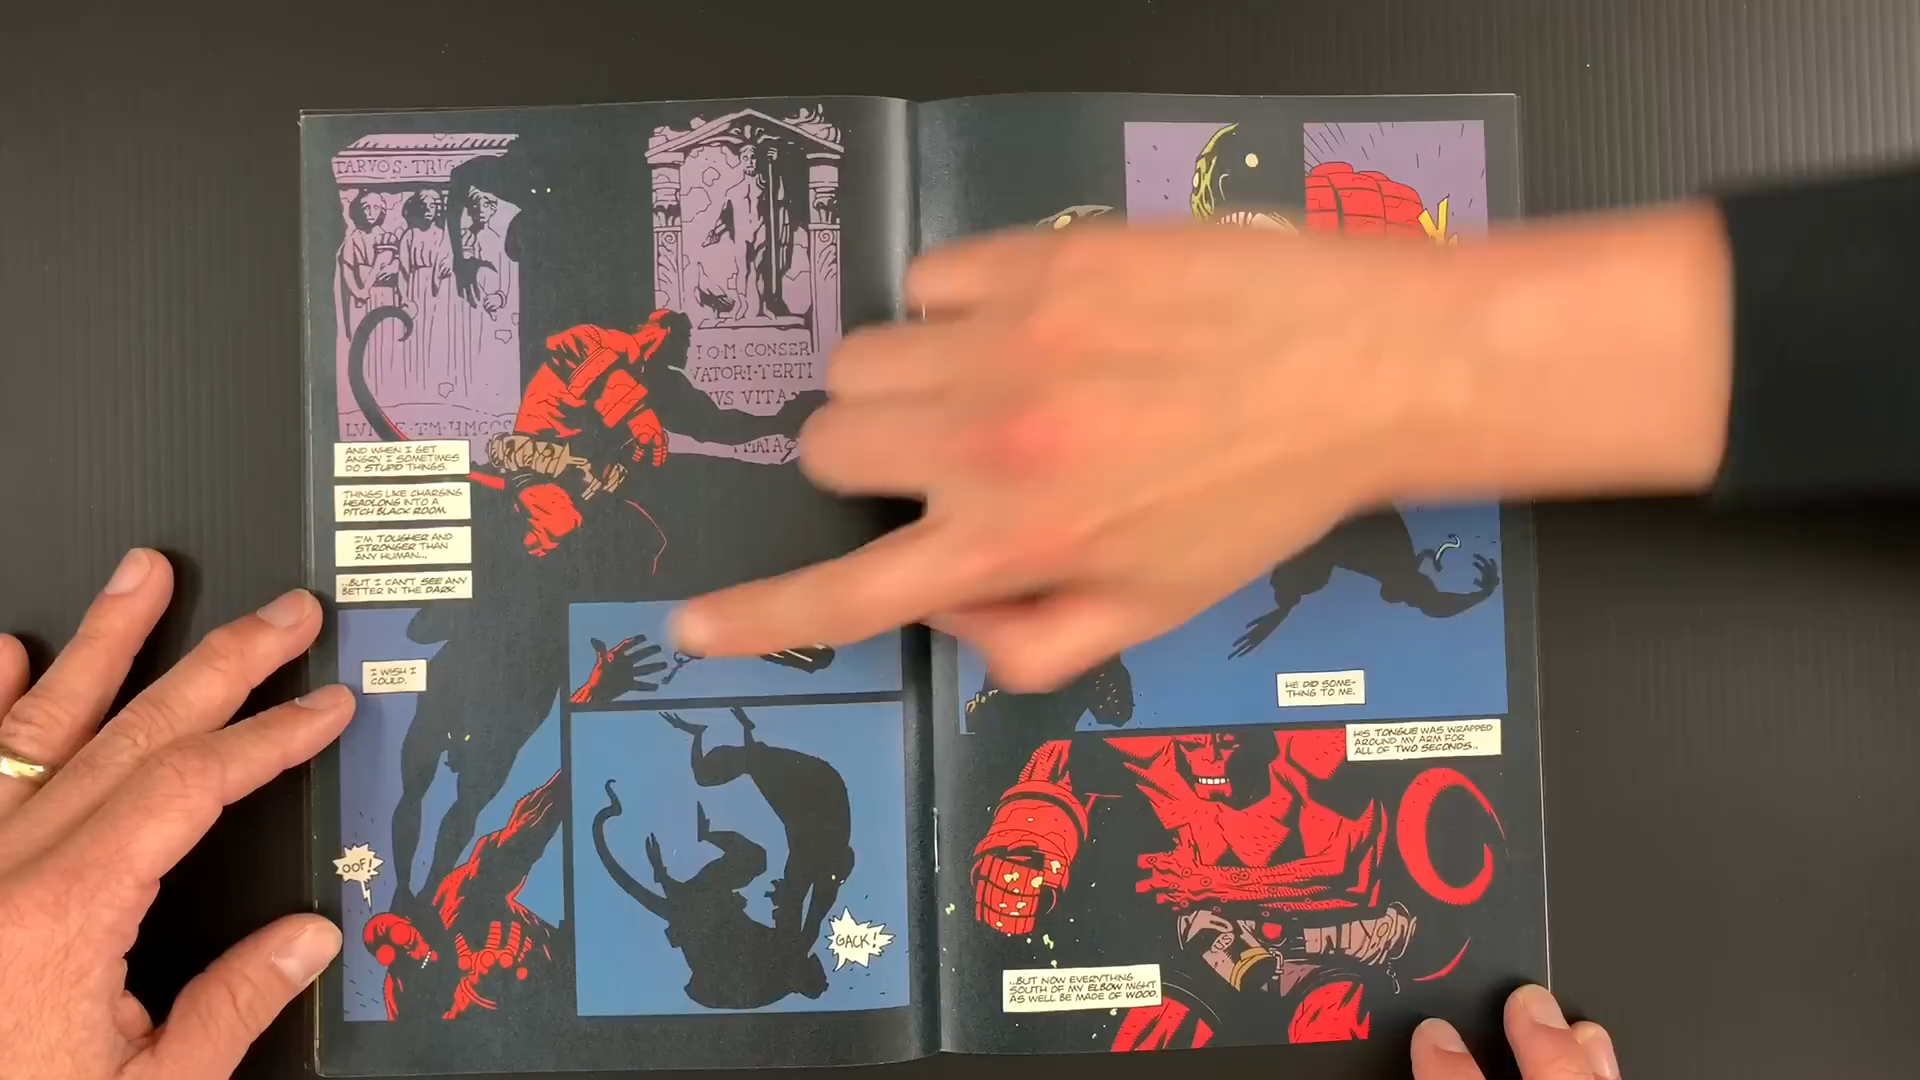 TARVOS·TRIG
I·O·M·CONSER
VATORI·TERTI
VS VITA
AND WHEN I GET
ANGRY I SOMETIMES
DO STUPID THINGS.
THINGS LIKE CHARGING
HEADLONG INTO A
PITCH BLACK ROOM.
I'M TOUGHER AND
STRONGER THAN
ANY HUMAN...
...BUT I CAN'T SEE ANY
BETTER IN THE DARK.
I WISH I
COULD.
OOF!
GACK!
HE DID SOME-
THING TO ME.
HIS TONGUE WAS WRAPPED
AROUND MY ARM FOR
ALL OF TWO SECONDS...
...BUT NOW EVERYTHING
SOUTH OF MY ELBOW MIGHT
AS WELL BE MADE OF WOOD.